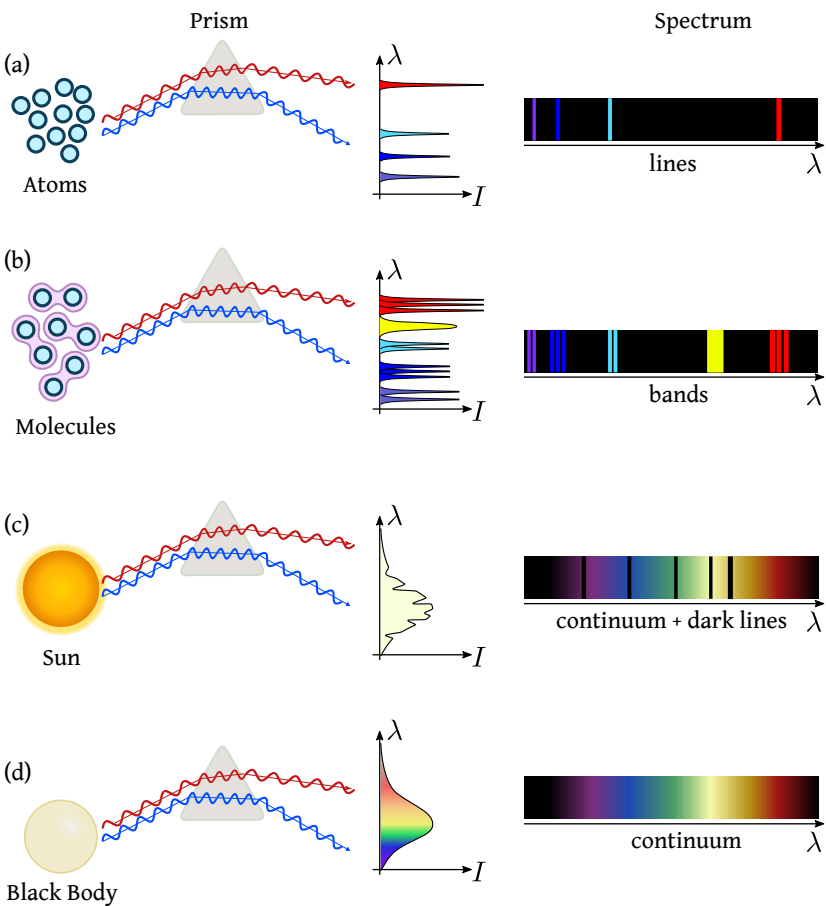 Prism Spectrum
(a)
λ
Atoms
I
lines
λ
(b)
λ
Molecules
I
bands
λ
(c)
λ
Sun
I
continuum + dark lines
λ
(d)
λ
Black Body
I
continuum
λ